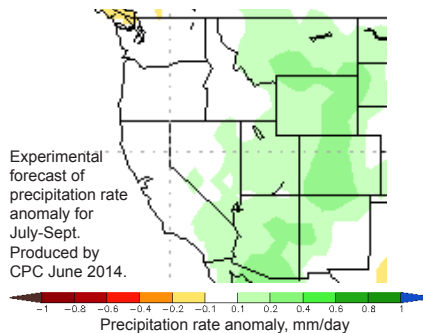 Experimental
forecast of
precipitation rate
anomaly for
July-Sept.
Produced by
CPC June 2014.
−1 −0.8 −0.6 −0.4 −0.2 −0.1 0.1 0.2 0.4 0.6 0.8 1
Precipitation rate anomaly, mm/day